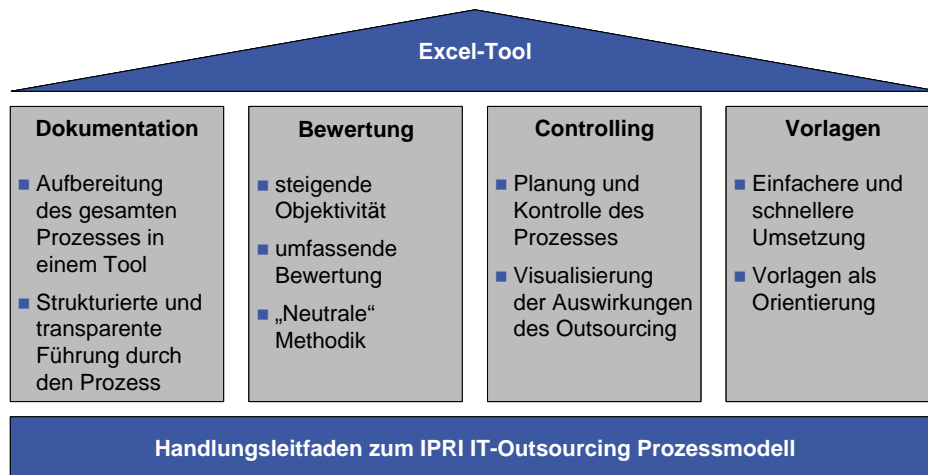 Excel-Tool
Dokumentation
Aufbereitung
des gesamten
Prozesses in
einem Tool
Strukturierte und
transparente
Führung durch
den Prozess
Bewertung
steigende
Objektivität
umfassende
Bewertung
„Neutrale“
Methodik
Controlling
Planung und
Kontrolle des
Prozesses
Visualisierung
der Auswirkungen
des Outsourcing
Vorlagen
Einfachere und
schnellere
Umsetzung
Vorlagen als
Orientierung
Handlungsleitfaden zum IPRI IT-Outsourcing Prozessmodell